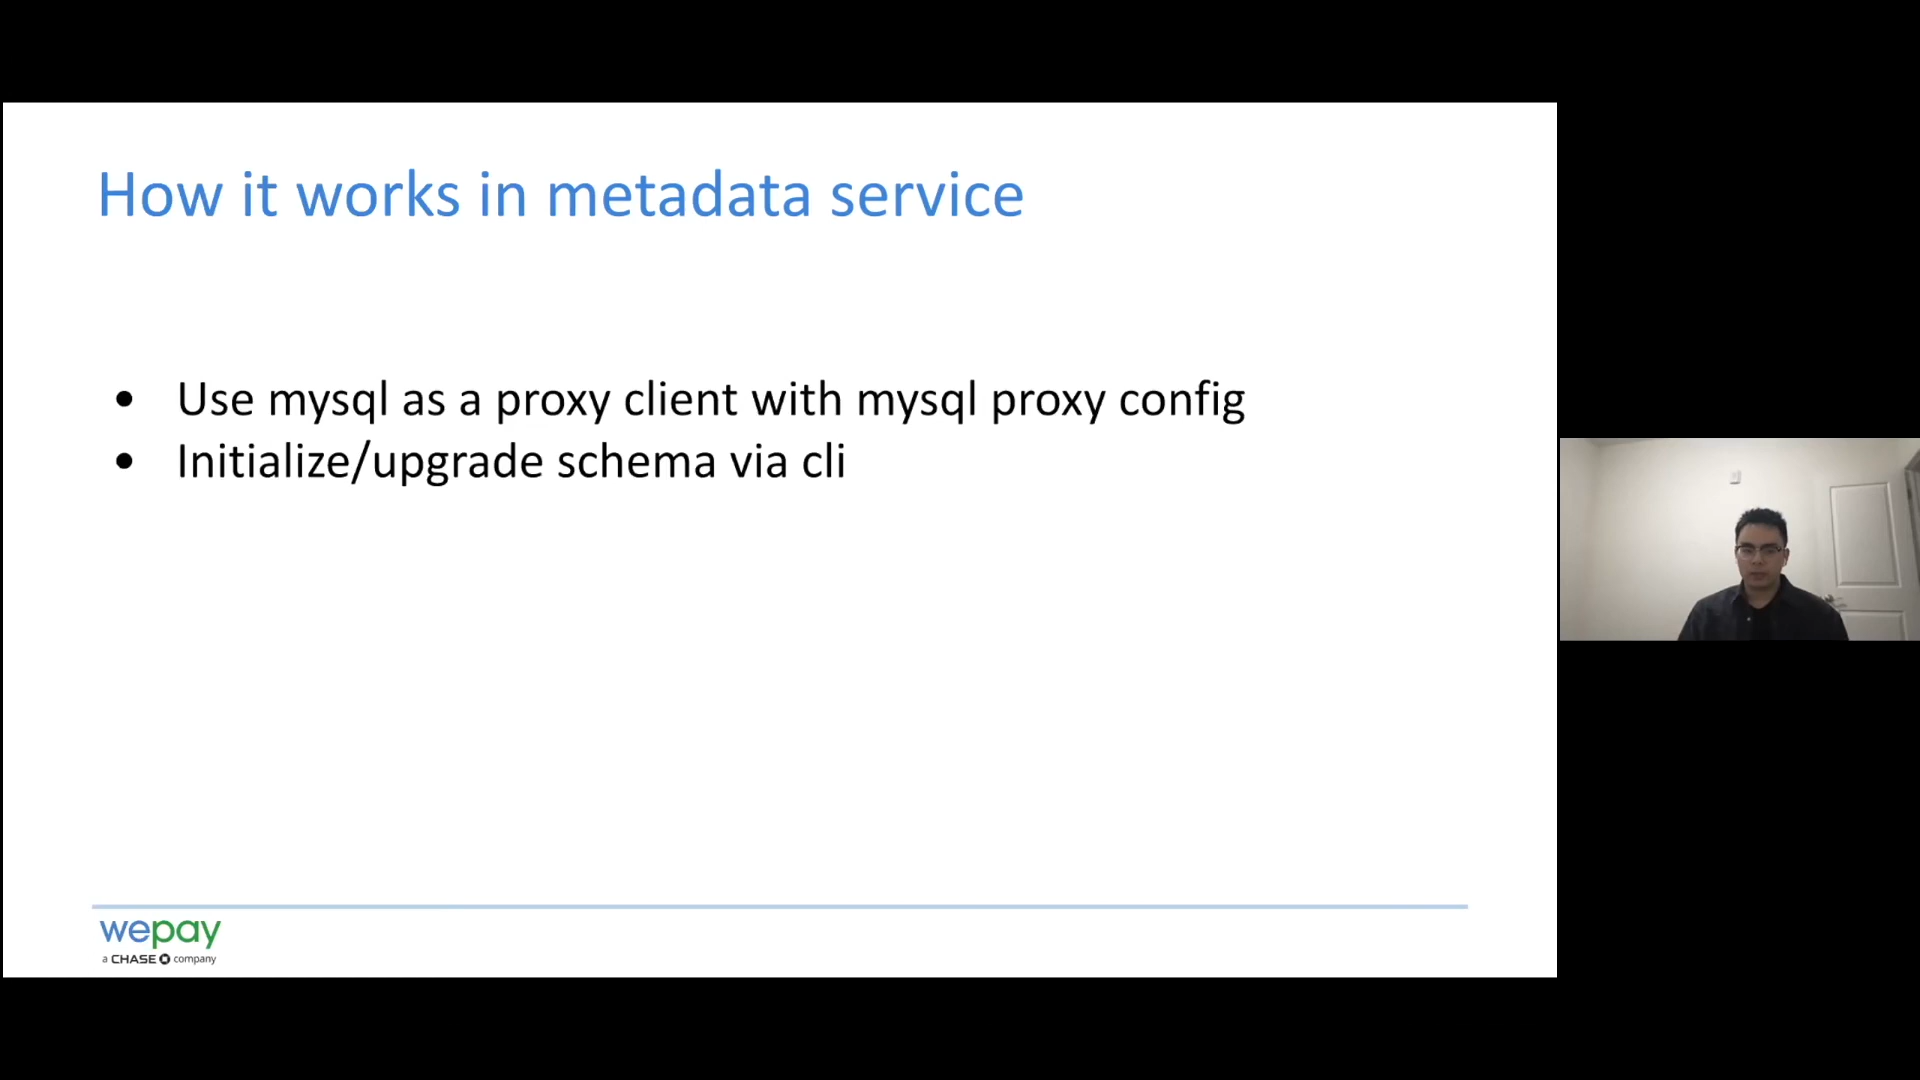 How it works in metadata service
• Use mysql as a proxy client with mysql proxy config
• Initialize/upgrade schema via cli
wepay
a CHASE company